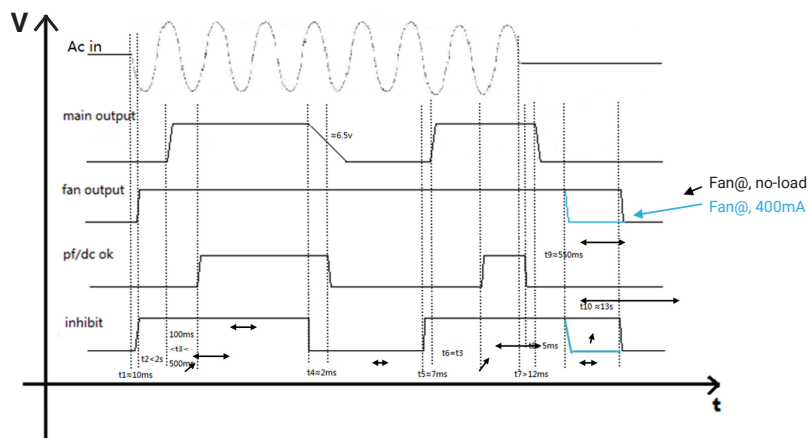 V
Ac in
main output
≈6.5v
fan output
Fan@, no-load
Fan@, 400mA
pf/dc ok
t9≈550ms
t10 ≈13s
inhibit
100ms
<t3<
500ms
t2<2s
t6=t3
5ms
t1≈10ms
t4≈2ms
t5≈7ms
t7>12ms
t